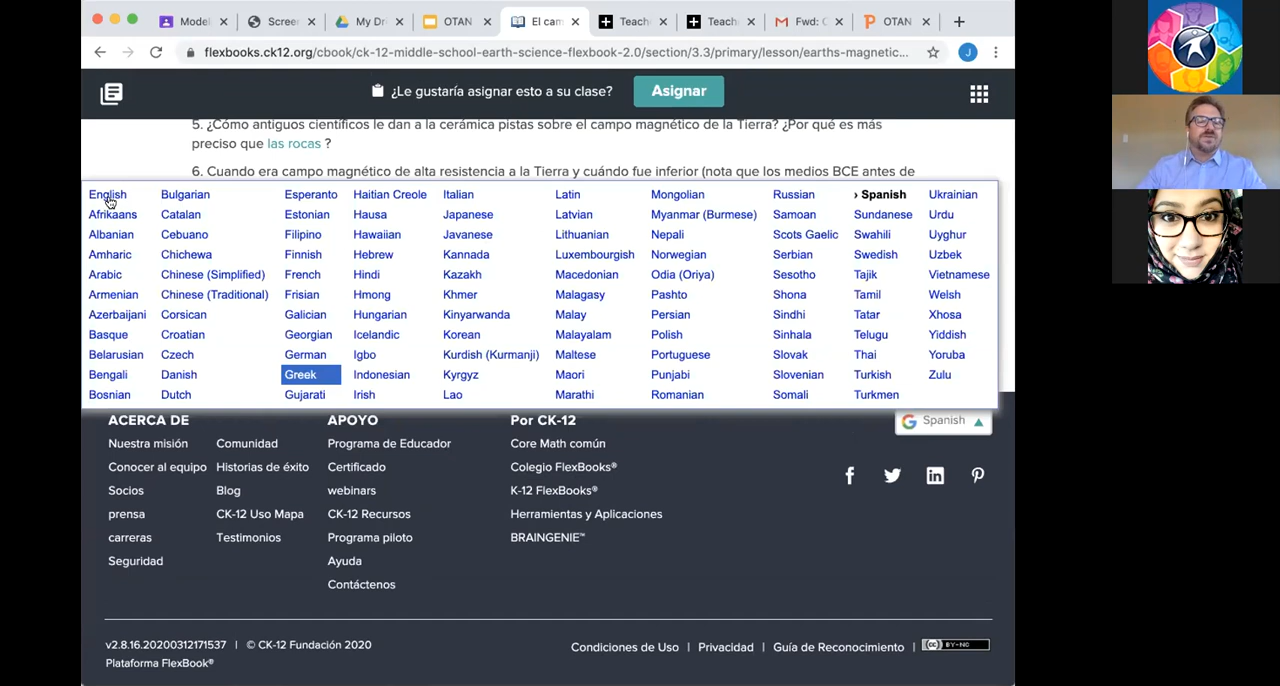 Model
Screen
My Dr
OTAN
El cam
Teach
Teach
Fwd: C
OTAN
flexbooks.ck12.org/cbook/ck-12-middle-school-earth-science-flexbook-2.0/section/3.3/primary/lesson/earths-magnetic...
J
¿Le gustaría asignar esto a su clase? Asignar
5. ¿Cómo antiguos científicos le dan a la cerámica pistas sobre el campo magnético de la Tierra? ¿Por qué es más
preciso que las rocas ?
6. Cuando era campo magnético de alta resistencia a la Tierra y cuándo fue inferior (nota que los medios BCE antes de
English Bulgarian Esperanto Haitian Creole Italian Latin Mongolian Russian › Spanish Ukrainian
Afrikaans Catalan Estonian Hausa Japanese Latvian Myanmar (Burmese) Samoan Sundanese Urdu
Albanian Cebuano Filipino Hawaiian Javanese Lithuanian Nepali Scots Gaelic Swahili Uyghur
Amharic Chichewa Finnish Hebrew Kannada Luxembourgish Norwegian Serbian Swedish Uzbek
Arabic Chinese (Simplified) French Hindi Kazakh Macedonian Odia (Oriya) Sesotho Tajik Vietnamese
Armenian Chinese (Traditional) Frisian Hmong Khmer Malagasy Pashto Shona Tamil Welsh
Azerbaijani Corsican Galician Hungarian Kinyarwanda Malay Persian Sindhi Tatar Xhosa
Basque Croatian Georgian Icelandic Korean Malayalam Polish Sinhala Telugu Yiddish
Belarusian Czech German Igbo Kurdish (Kurmanji) Maltese Portuguese Slovak Thai Yoruba
Bengali Danish Greek Indonesian Kyrgyz Maori Punjabi Slovenian Turkish Zulu
Bosnian Dutch Gujarati Irish Lao Marathi Romanian Somali Turkmen
ACERCA DE
Nuestra misión Comunidad
Conocer al equipo Historias de éxito
Socios Blog
prensa CK-12 Uso Mapa
carreras Testimonios
Seguridad
APOYO
Programa de Educador
Certificado
webinars
CK-12 Recursos
Programa piloto
Ayuda
Contáctenos
Por CK-12
Core Math común
Colegio FlexBooks®
K-12 FlexBooks®
Herramientas y Aplicaciones
BRAINGENIE™
Spanish
v2.8.16.20200312171537 | © CK-12 Fundación 2020
Plataforma FlexBook®
Condiciones de Uso | Privacidad | Guía de Reconocimiento |
cc BY-NC